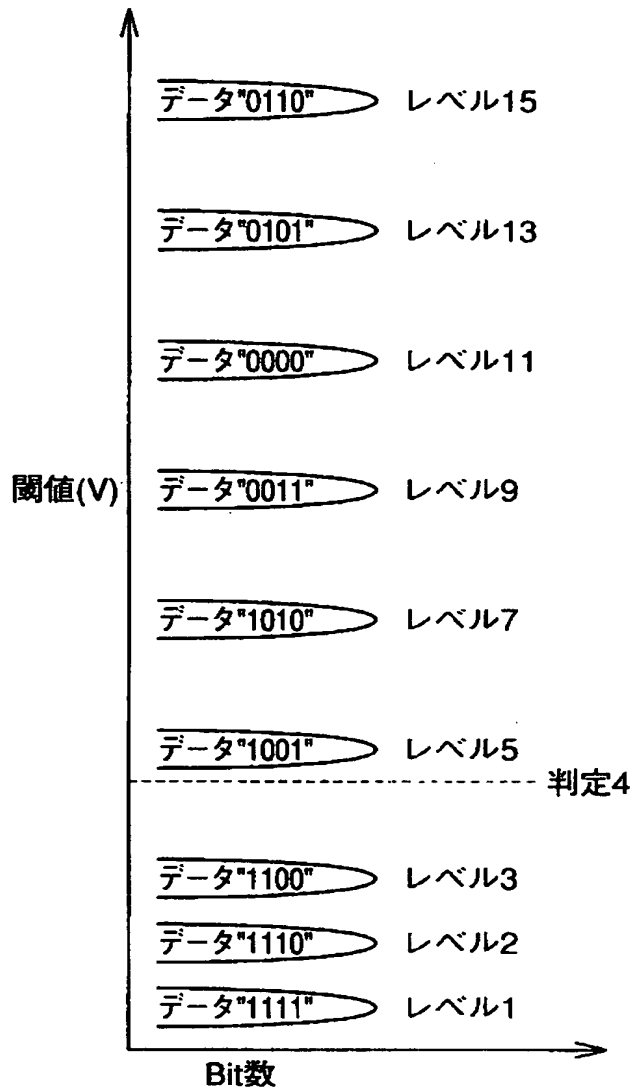 データ"0110" レベル15
データ"0101" レベル13
データ"0000" レベル11
閾値(V) データ"0011" レベル9
データ"1010" レベル7
データ"1001" レベル5
判定4
データ"1100" レベル3
データ"1110" レベル2
データ"1111" レベル1
Bit数